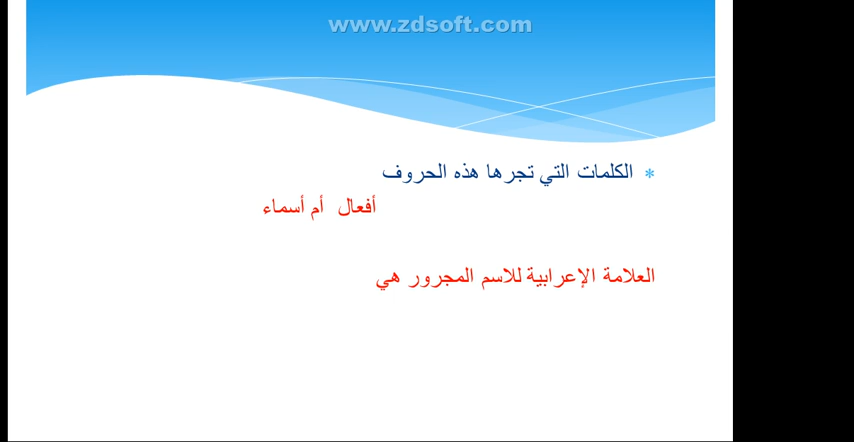 www.zdsoft.com
* الكلمات التي تجرها هذه الحروف
أفعال أم أسماء
العلامة الإعرابية للاسم المجرور هي